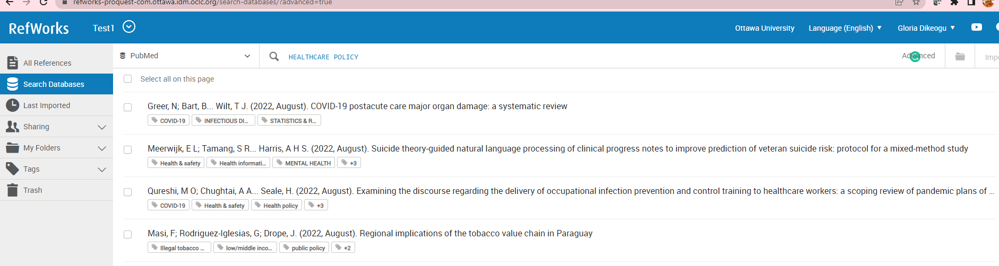 refworks-proquest-com.ottawa.idm.oclc.org/search-databases/?advanced=true
RefWorks Test1 Ottawa University Language (English) Gloria Dikeogu
PubMed HEALTHCARE POLICY Advanced
All References
Search Databases
Last Imported
Sharing
My Folders
Tags
Trash
Select all on this page
Greer, N; Bart, B... Wilt, T J. (2022, August). COVID-19 postacute care major organ damage: a systematic review
COVID-19 INFECTIOUS DI... STATISTICS & R...
Meerwijk, E L; Tamang, S R... Harris, A H S. (2022, August). Suicide theory-guided natural language processing of clinical progress notes to improve prediction of veteran suicide risk: protocol for a mixed-method study
Health & safety Health informati... MENTAL HEALTH +3
Qureshi, M O; Chughtai, A A... Seale, H. (2022, August). Examining the discourse regarding the delivery of occupational infection prevention and control training to healthcare workers: a scoping review of pandemic plans of ...
COVID-19 Health & safety Health policy +3
Masi, F; Rodriguez-Iglesias, G; Drope, J. (2022, August). Regional implications of the tobacco value chain in Paraguay
Illegal tobacco ... low/middle inco... public policy +2